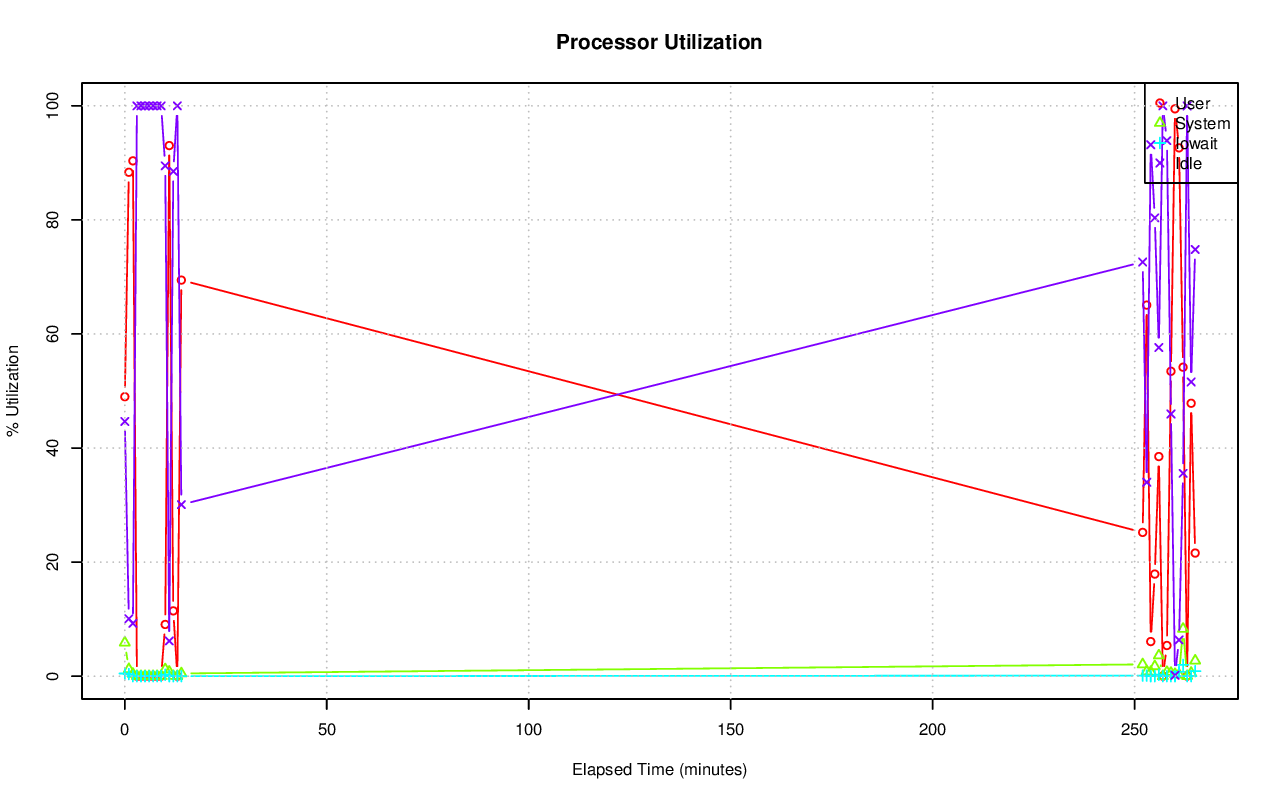 Processor Utilization
% Utilization
100
80
60
40
20
0
User
System
Iowait
Idle
0 50 100 150 200 250
Elapsed Time (minutes)